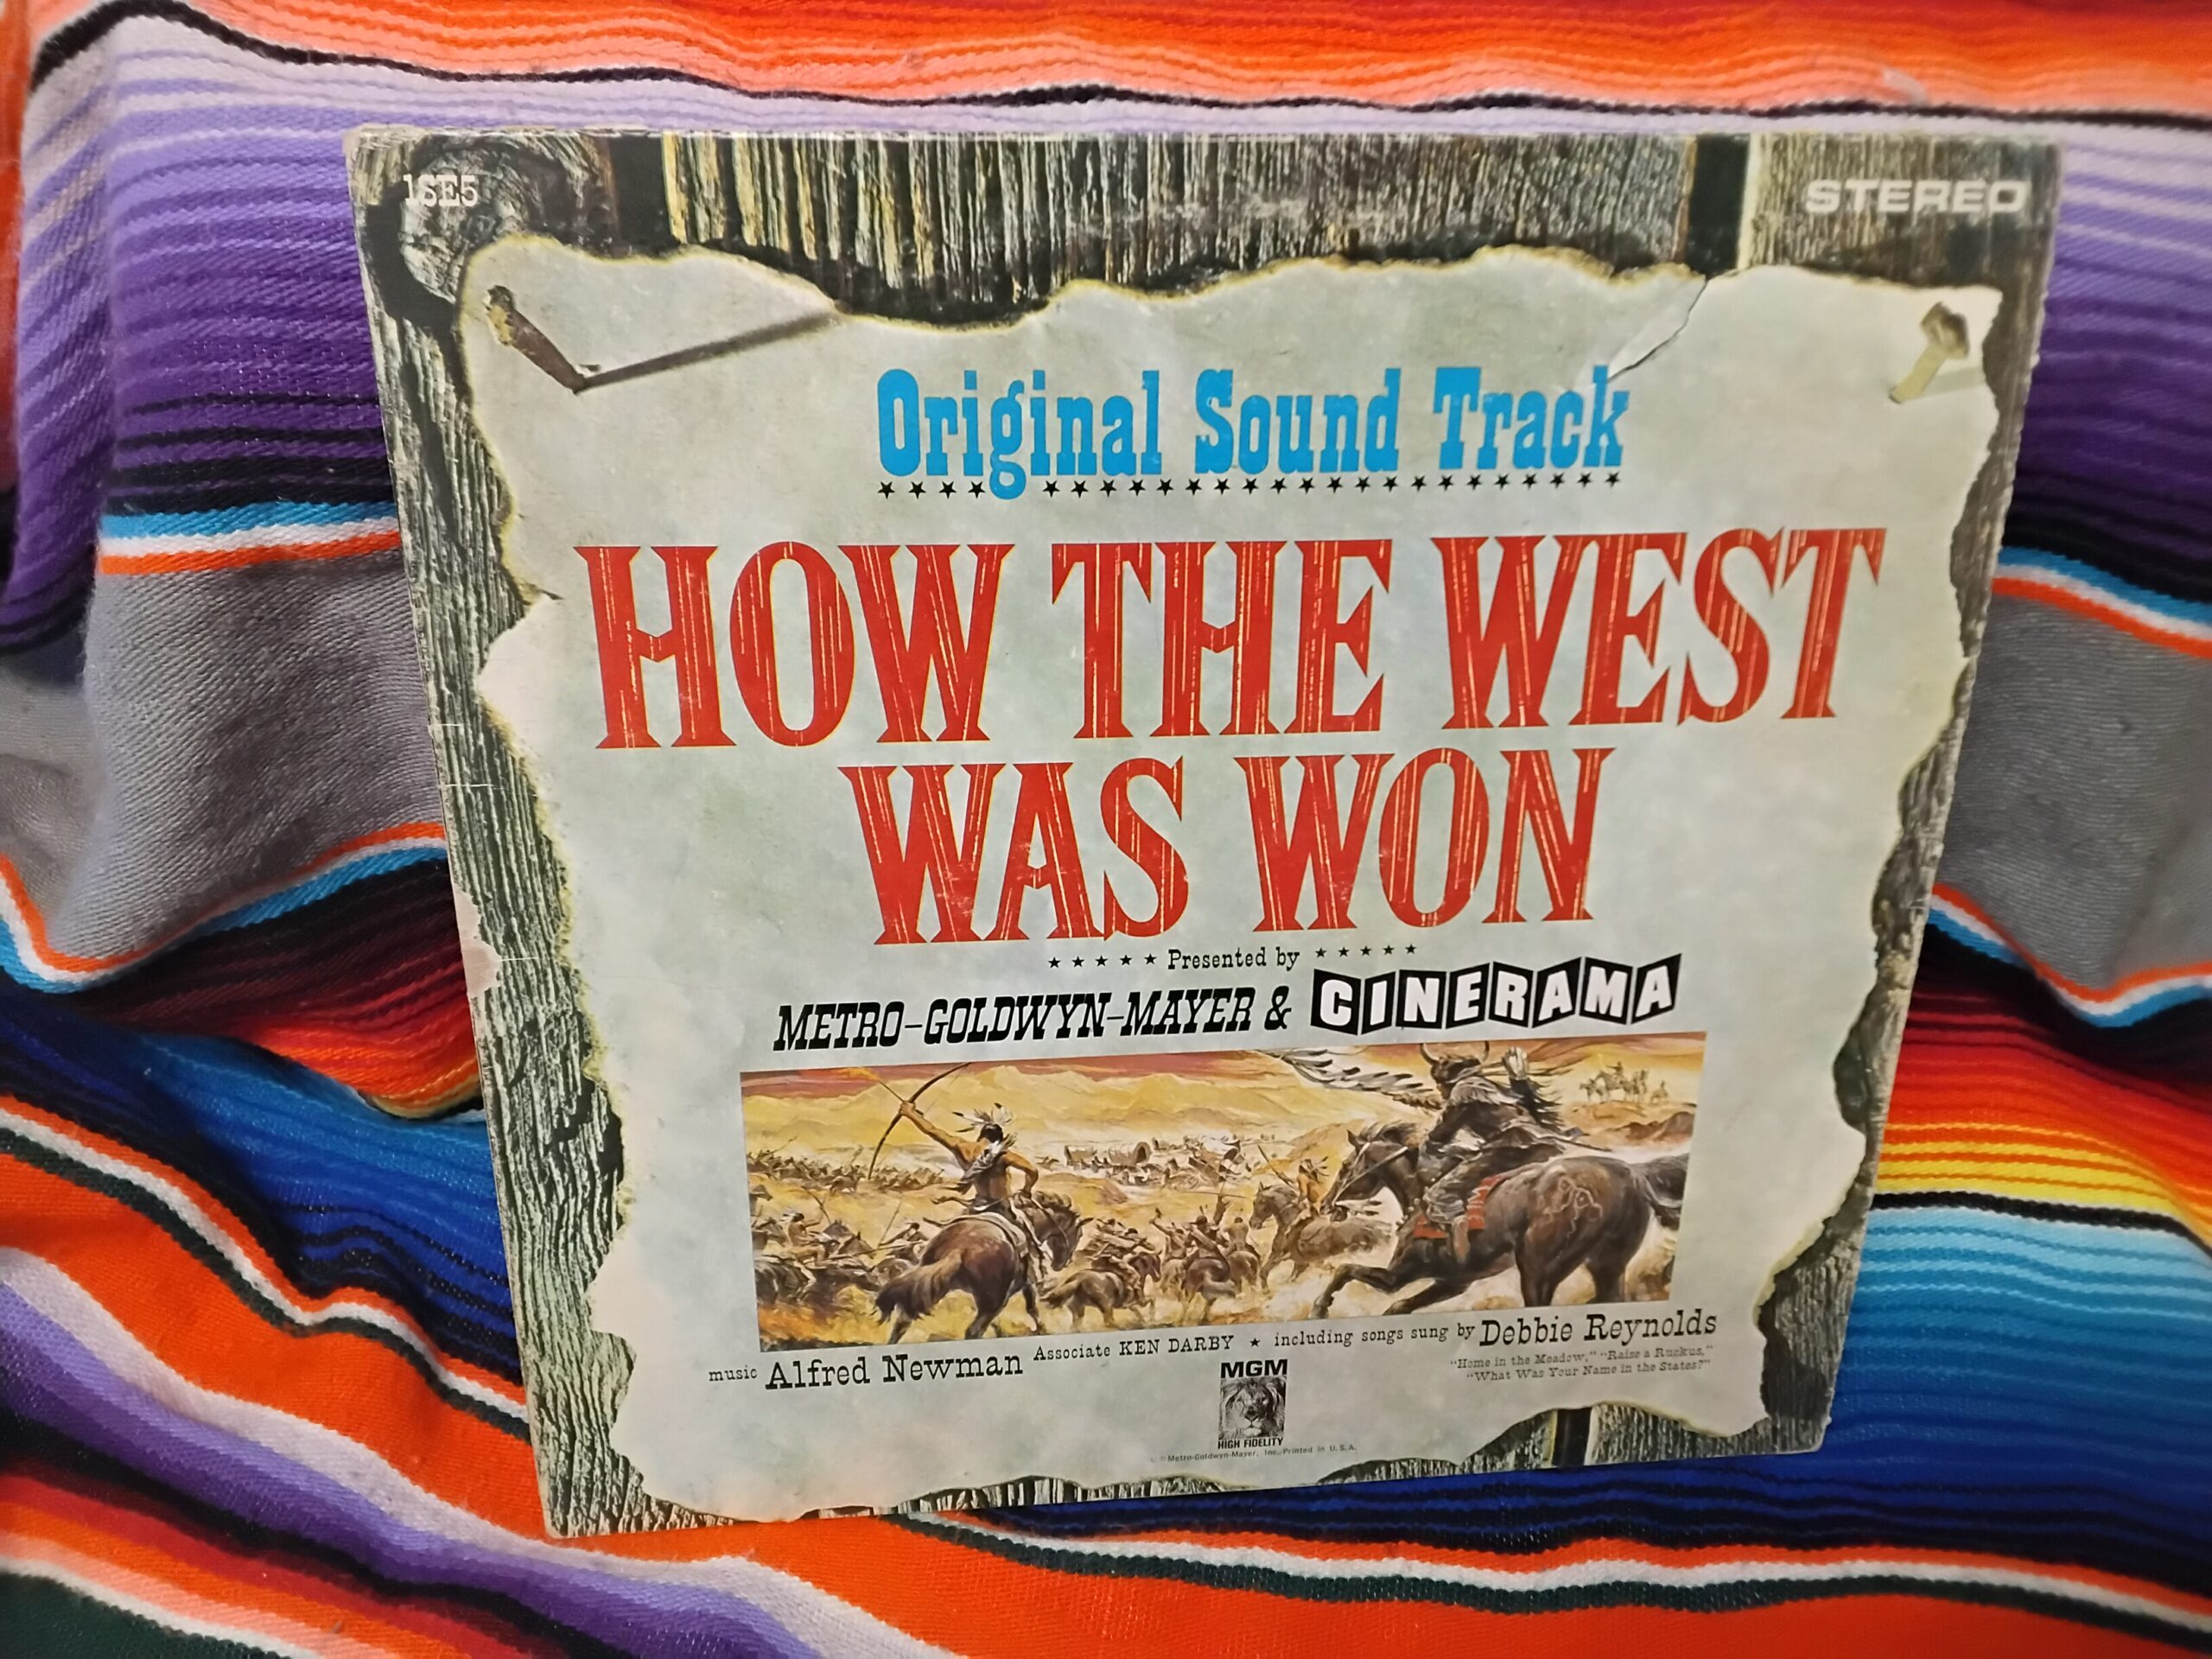 1SE5
STEREO
Original Sound Track
HOW THE WEST
WAS WON
Presented by
METRO-GOLDWYN-MAYER & CINERAMA
music Alfred Newman Associate KEN DARBY ★ including songs sung by Debbie Reynolds
"Home in the Meadow," "Raise a Ruckus,"
"What Was Your Name in the States?"
MGM
HIGH FIDELITY
© Metro-Goldwyn-Mayer, Inc./Printed in U.S.A.